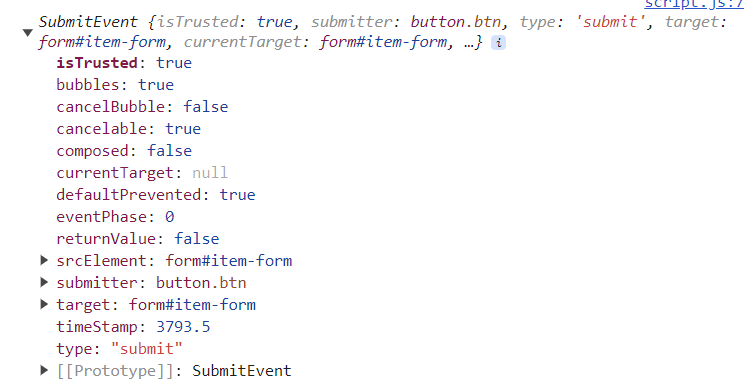 script.js:7
SubmitEvent {isTrusted: true, submitter: button.btn, type: 'submit', target:
form#item-form, currentTarget: form#item-form, …} i
isTrusted: true
bubbles: true
cancelBubble: false
cancelable: true
composed: false
currentTarget: null
defaultPrevented: true
eventPhase: 0
returnValue: false
srcElement: form#item-form
submitter: button.btn
target: form#item-form
timeStamp: 3793.5
type: "submit"
[[Prototype]]: SubmitEvent